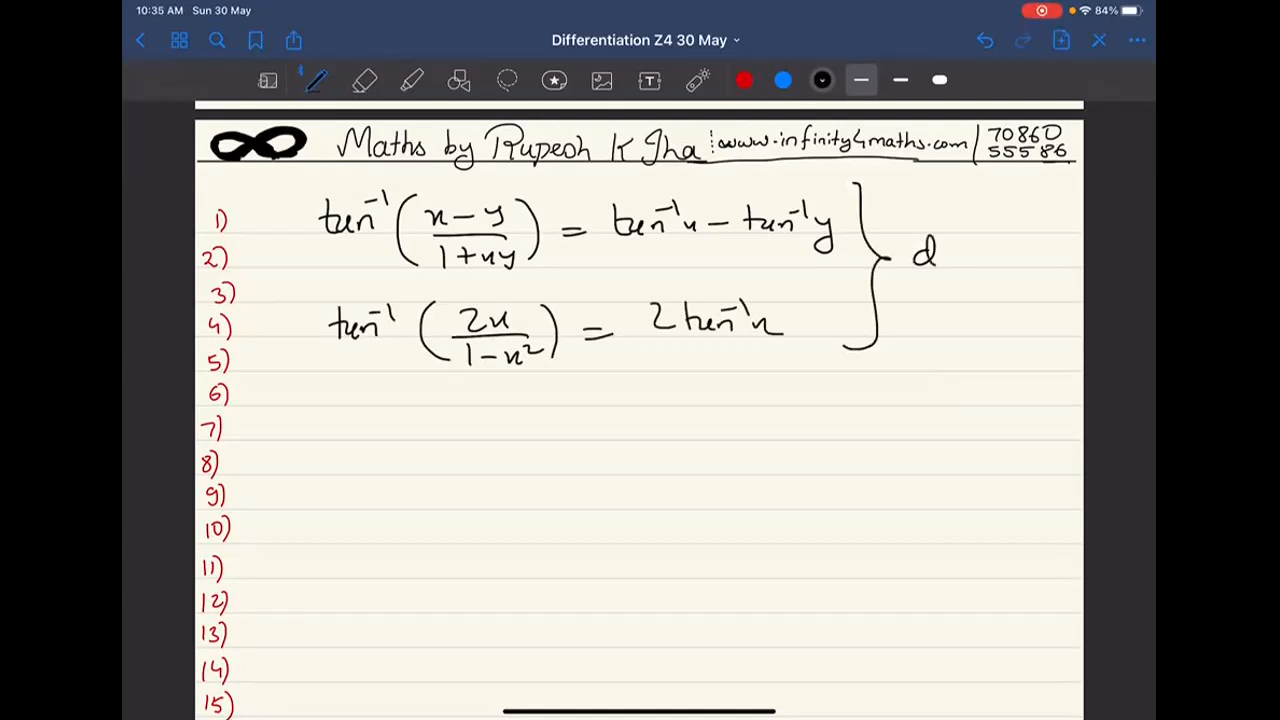 10:35 AM Sun 30 May
84%
Differentiation Z4 30 May
Maths by Rupesh K Jha www.infinity4maths.com / 70860 55586
1) tan⁻¹((x-y)/(1+xy)) = tan⁻¹x - tan⁻¹y } d
2)
3)
4) tan⁻¹(2x/(1-x²)) = 2tan⁻¹x
5)
6)
7)
8)
9)
10)
11)
12)
13)
14)
15)